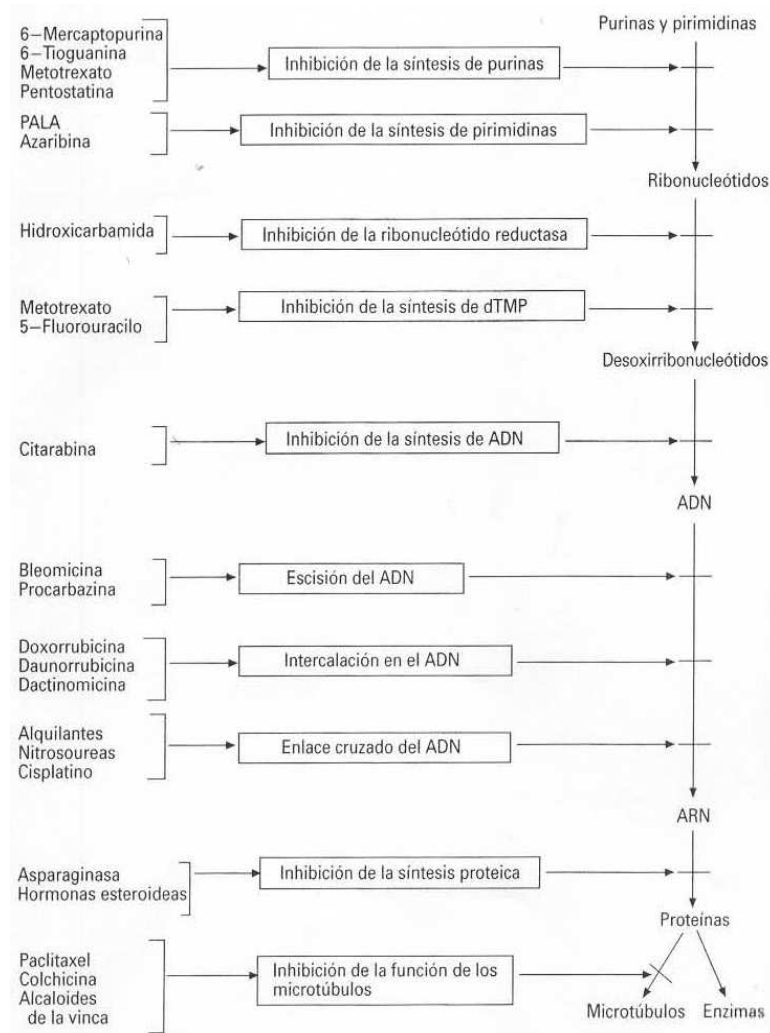 Purinas y pirimidinas
6–Mercaptopurina
6–Tioguanina
Metotrexato
Pentostatina
Inhibición de la síntesis de purinas
PALA
Azaribina
Inhibición de la síntesis de pirimidinas
Ribonucleótidos
Hidroxicarbamida
Inhibición de la ribonucleótido reductasa
Metotrexato
5–Fluorouracilo
Inhibición de la síntesis de dTMP
Desoxirribonucleótidos
Citarabina
Inhibición de la síntesis de ADN
ADN
Bleomicina
Procarbazina
Escisión del ADN
Doxorrubicina
Daunorrubicina
Dactinomicina
Intercalación en el ADN
Alquilantes
Nitrosoureas
Cisplatino
Enlace cruzado del ADN
ARN
Asparaginasa
Hormonas esteroideas
Inhibición de la síntesis proteica
Proteínas
Paclitaxel
Colchicina
Alcaloides
de la vinca
Inhibición de la función de los
microtúbulos
Microtúbulos
Enzimas